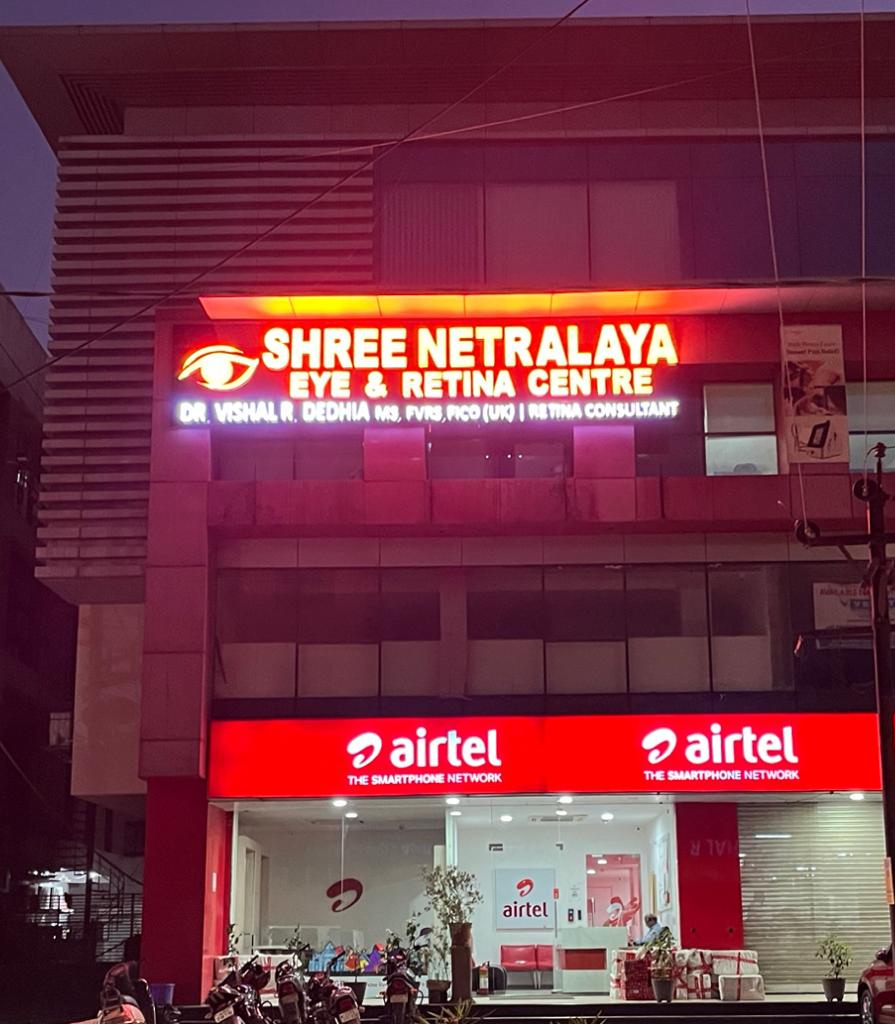 SHREE NETRALAYA
EYE & RETINA CENTRE
DR. VISHAL R. DEDHIA MS, FVRS, FICO (UK) | RETINA CONSULTANT
airtel
THE SMARTPHONE NETWORK
airtel
THE SMARTPHONE NETWORK
airtel